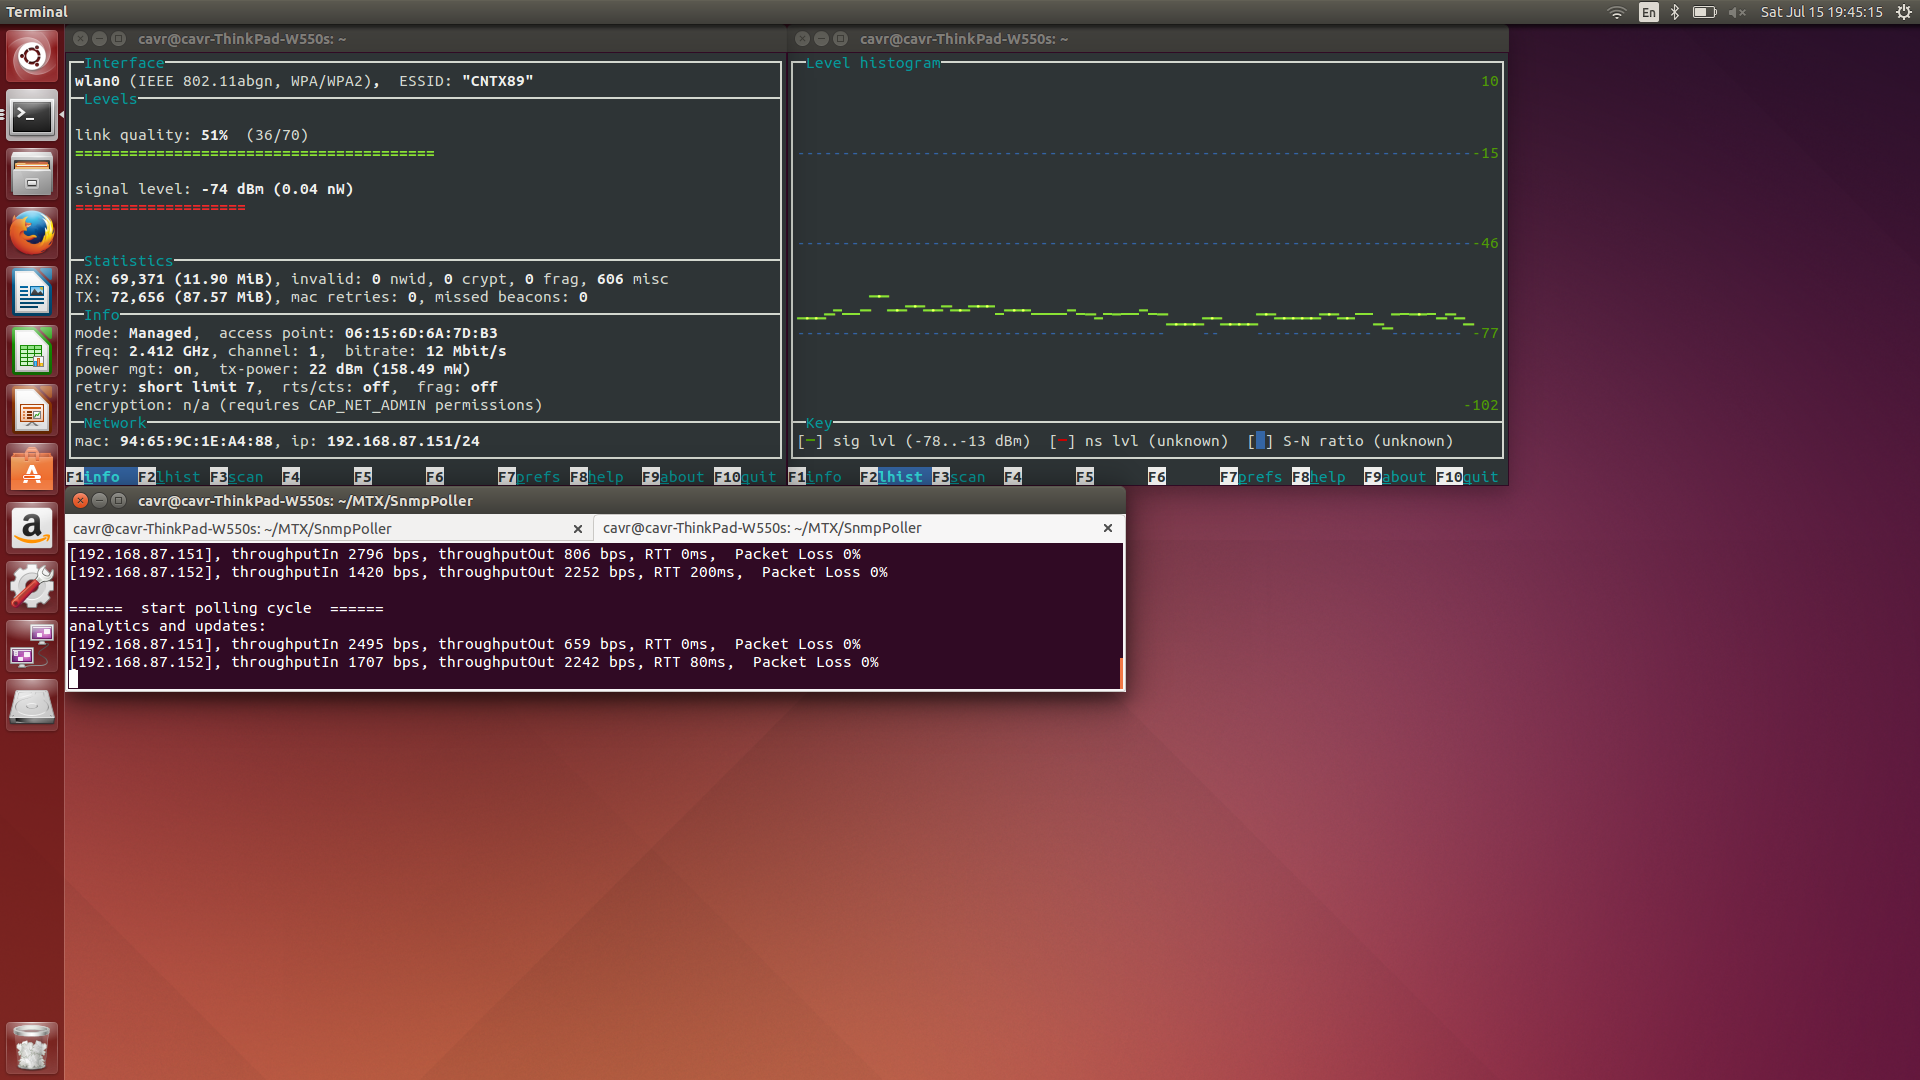 Terminal
En
Sat Jul 15 19:45:15
cavr@cavr-ThinkPad-W550s: ~
Interface
wlan0 (IEEE 802.11abgn, WPA/WPA2),  ESSID: "CNTX89"
Levels
link quality: 51%  (36/70)
========================================
signal level: -74 dBm (0.04 nW)
===================
Statistics
RX: 69,371 (11.90 MiB), invalid: 0 nwid, 0 crypt, 0 frag, 606 misc
TX: 72,656 (87.57 MiB), mac retries: 0, missed beacons: 0
Info
mode: Managed,  access point: 06:15:6D:6A:7D:B3
freq: 2.412 GHz, channel: 1,  bitrate: 12 Mbit/s
power mgt: on,  tx-power: 22 dBm (158.49 mW)
retry: short limit 7,  rts/cts: off,  frag: off
encryption: n/a (requires CAP_NET_ADMIN permissions)
Network
mac: 94:65:9C:1E:A4:88, ip: 192.168.87.151/24
F1info F2lhist F3scan F4 F5 F6 F7prefs F8help F9about F10quit
cavr@cavr-ThinkPad-W550s: ~
Level histogram
10
-15
-46
-77
-102
Key
[-] sig lvl (-78..-13 dBm)  [-] ns lvl (unknown)  [ ] S-N ratio (unknown)
F1info F2lhist F3scan F4 F5 F6 F7prefs F8help F9about F10quit
cavr@cavr-ThinkPad-W550s: ~/MTX/SnmpPoller
cavr@cavr-ThinkPad-W550s: ~/MTX/SnmpPoller
cavr@cavr-ThinkPad-W550s: ~/MTX/SnmpPoller
[192.168.87.151], throughputIn 2796 bps, throughputOut 806 bps, RTT 0ms,  Packet Loss 0%
[192.168.87.152], throughputIn 1420 bps, throughputOut 2252 bps, RTT 200ms,  Packet Loss 0%
======  start polling cycle  ======
analytics and updates:
[192.168.87.151], throughputIn 2495 bps, throughputOut 659 bps, RTT 0ms,  Packet Loss 0%
[192.168.87.152], throughputIn 1707 bps, throughputOut 2242 bps, RTT 80ms,  Packet Loss 0%